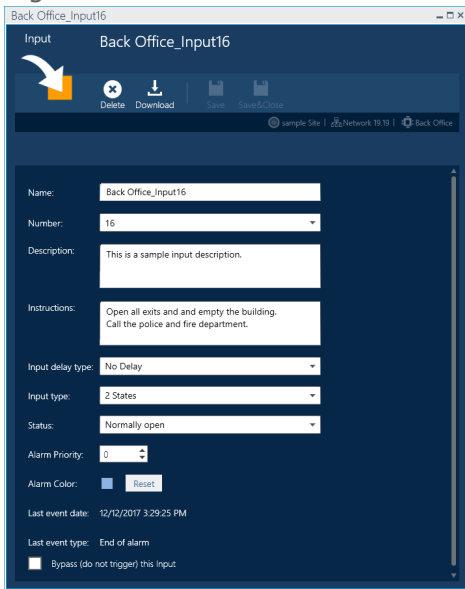 Back Office_Input16
Input
Back Office_Input16
Delete Download Save Save&Close
sample Site | Network 19.19 | Back Office
Name: Back Office_Input16
Number: 16
Description: This is a sample input description.
Instructions: Open all exits and and empty the building.
Call the police and fire department.
Input delay type: No Delay
Input type: 2 States
Status: Normally open
Alarm Priority: 0
Alarm Color: Reset
Last event date: 12/12/2017 3:29:25 PM
Last event type: End of alarm
Bypass (do not trigger) this Input